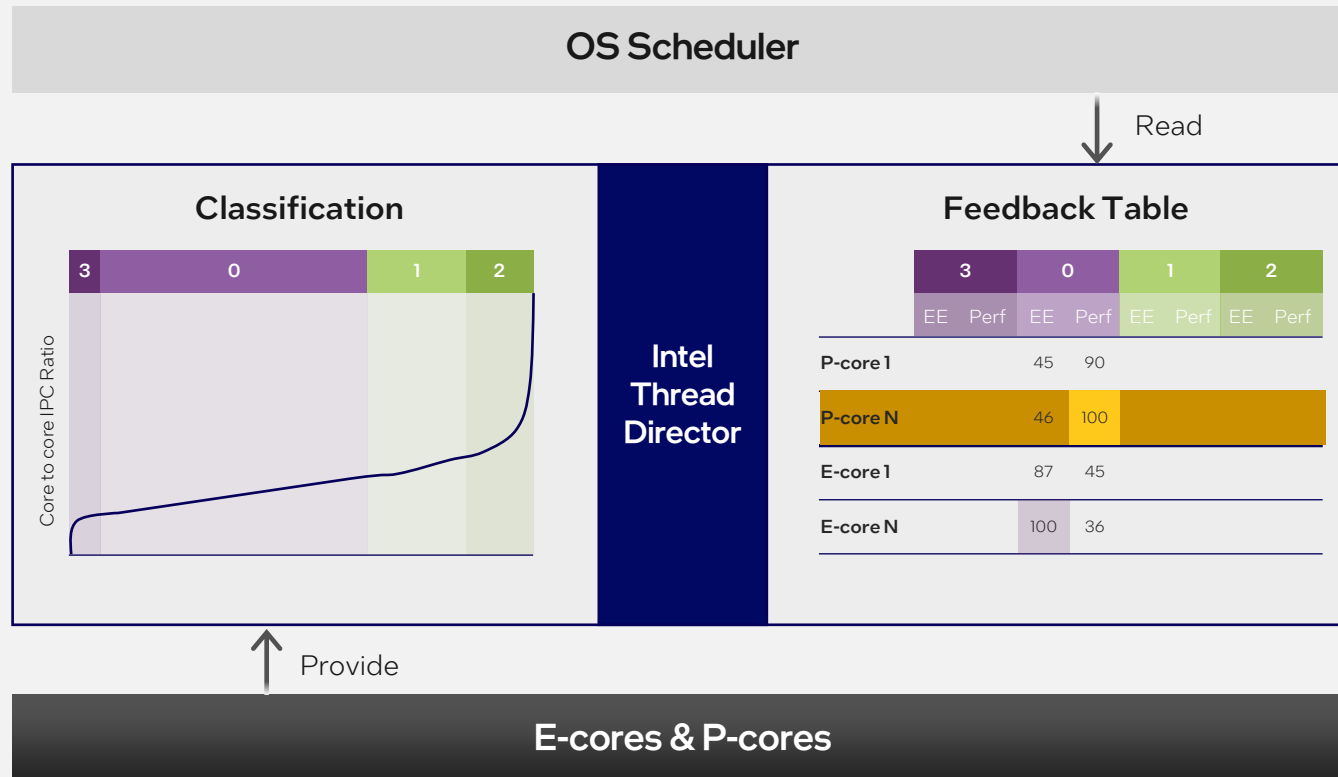 OS Scheduler
Read
Classification
3 0 1 2
Core to core IPC Ratio
Intel
Thread
Director
Feedback Table
3 0 1 2
EE Perf EE Perf EE Perf EE Perf
P-core 1 45 90
P-core N 46 100
E-core 1 87 45
E-core N 100 36
Provide
E-cores & P-cores